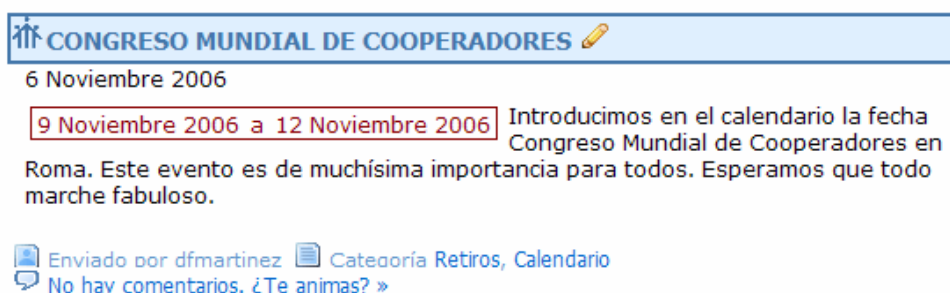 CONGRESO MUNDIAL DE COOPERADORES
6 Noviembre 2006
9 Noviembre 2006 a 12 Noviembre 2006 Introducimos en el calendario la fecha
Congreso Mundial de Cooperadores en
Roma. Este evento es de muchísima importancia para todos. Esperamos que todo
marche fabuloso.
Enviado por dfmartinez Categoría Retiros, Calendario
No hay comentarios. ¿Te animas? »